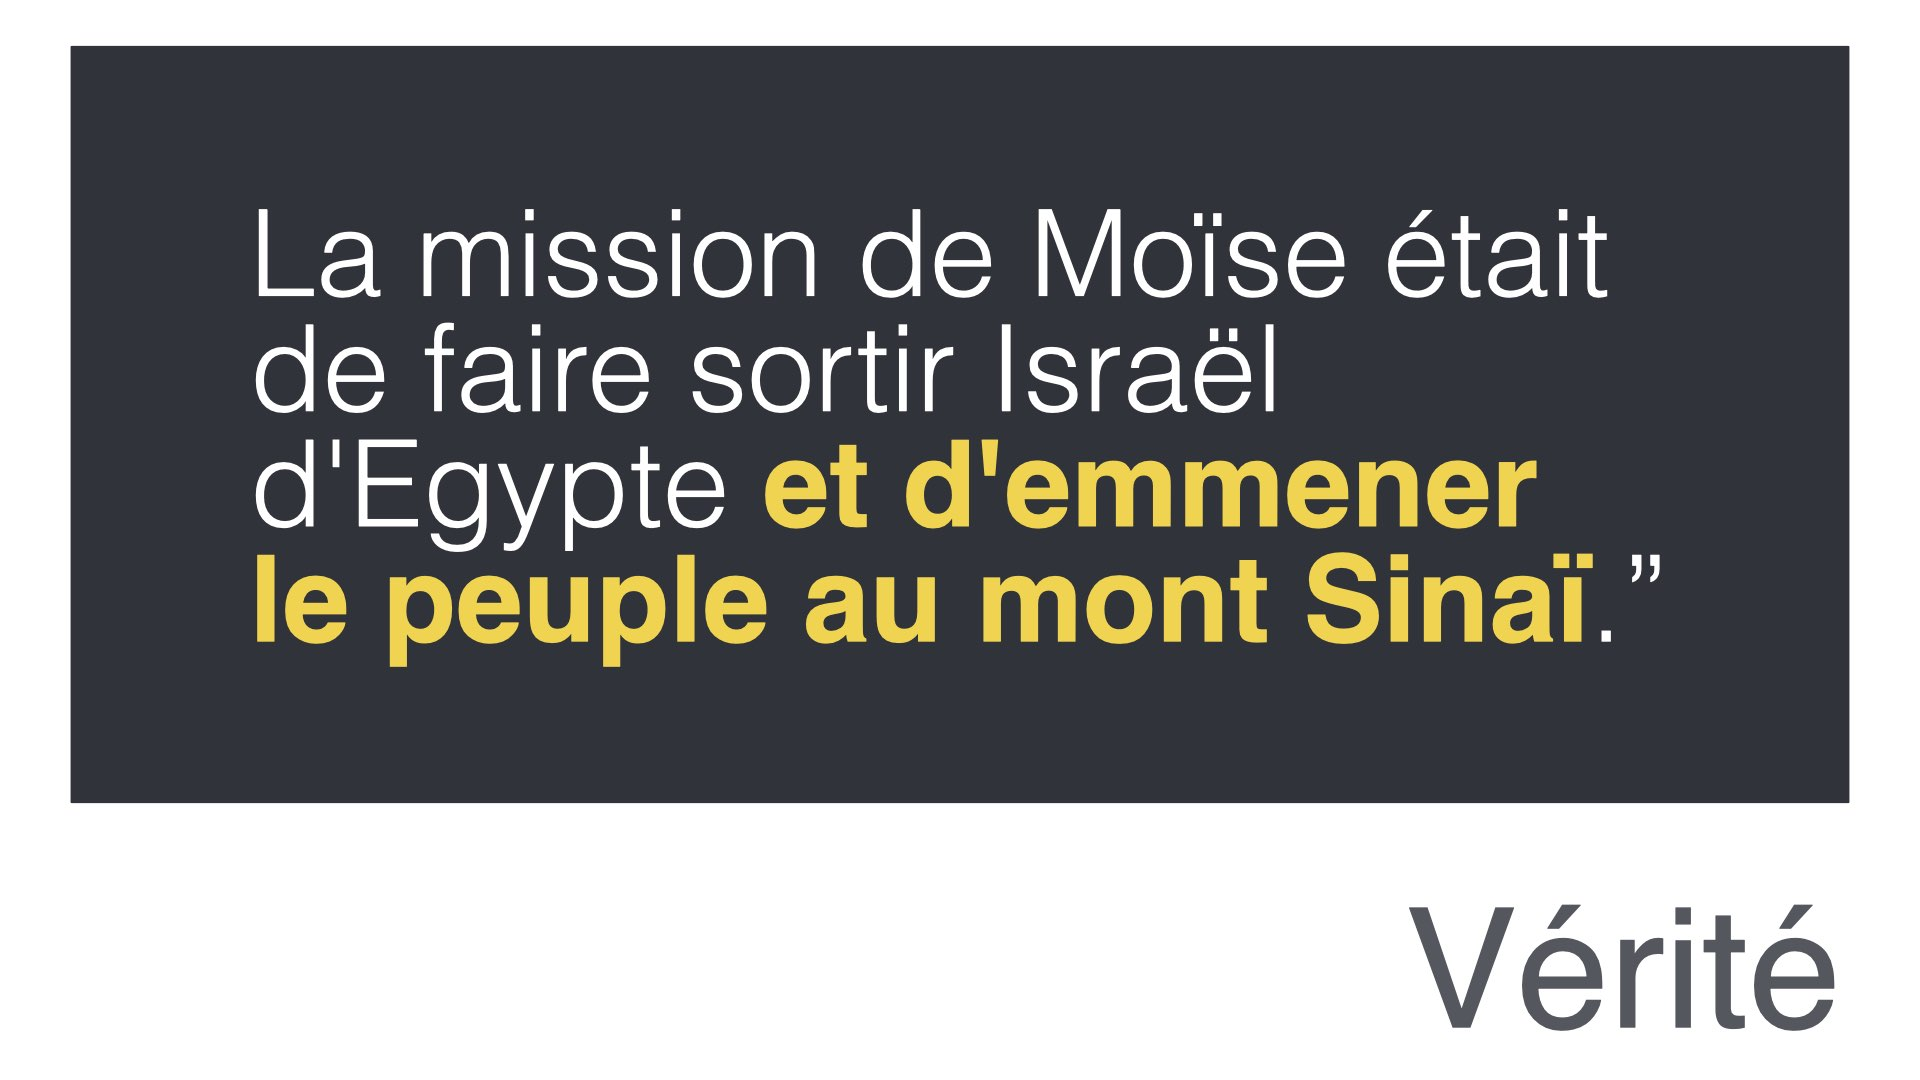 La mission de Moïse était
de faire sortir Israël
d'Egypte et d'emmener
le peuple au mont Sinaï.”
Vérité